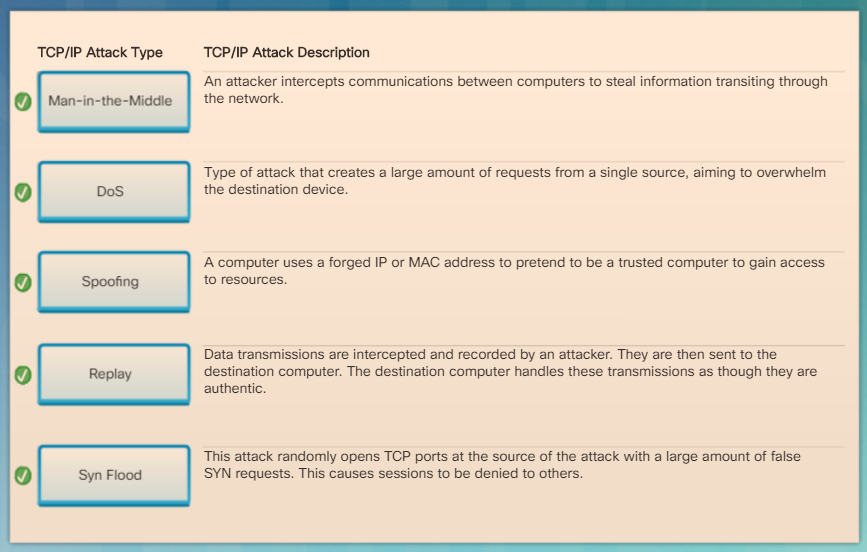 TCP/IP Attack Type
TCP/IP Attack Description
Man-in-the-Middle
An attacker intercepts communications between computers to steal information transiting through
the network.
DoS
Type of attack that creates a large amount of requests from a single source, aiming to overwhelm
the destination device.
Spoofing
A computer uses a forged IP or MAC address to pretend to be a trusted computer to gain access
to resources.
Replay
Data transmissions are intercepted and recorded by an attacker. They are then sent to the
destination computer. The destination computer handles these transmissions as though they are
authentic.
Syn Flood
This attack randomly opens TCP ports at the source of the attack with a large amount of false
SYN requests. This causes sessions to be denied to others.